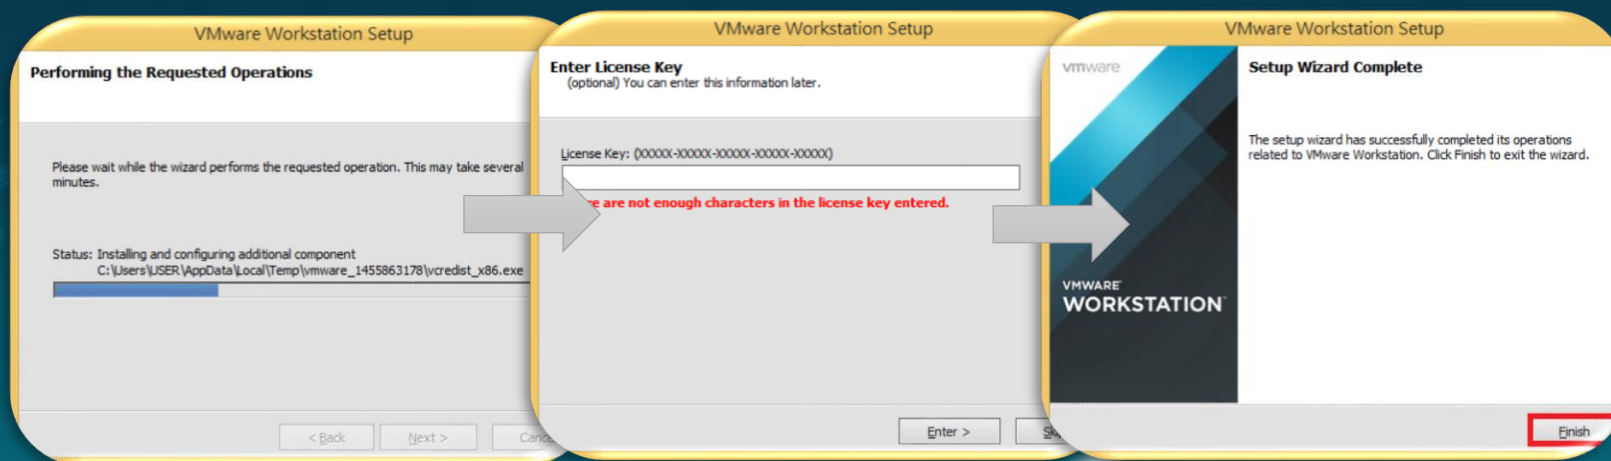 VMware Workstation Setup
Performing the Requested Operations
Please wait while the wizard performs the requested operation. This may take several
minutes.
Status: Installing and configuring additional component
C:\Users\USER\AppData\Local\Temp\vmware_1455863178\vcredist_x86.exe
< Back
Next >
VMware Workstation Setup
Enter License Key
(optional) You can enter this information later.
License Key: (XXXXX-XXXXX-XXXXX-XXXXX-XXXXX)
are not enough characters in the license key entered.
Enter >
VMware Workstation Setup
vmware
Setup Wizard Complete
The setup wizard has successfully completed its operations
related to VMware Workstation. Click Finish to exit the wizard.
VMWARE
WORKSTATION
Finish